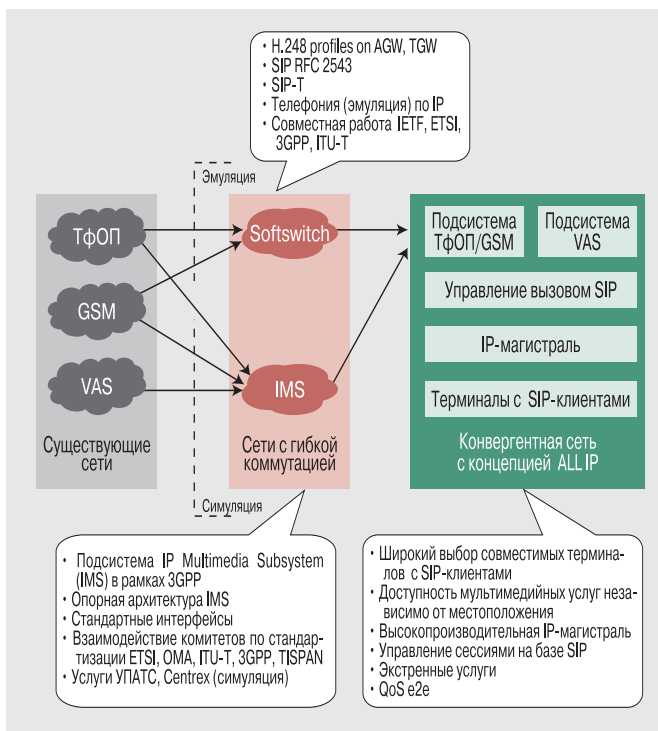 • H.248 profiles on AGW, TGW
• SIP RFC 2543
• SIP-T
• Телефония (эмуляция) по IP
• Совместная работа IETF, ETSI,
3GPP, ITU-T
Эмуляция
ТфОП
GSM
VAS
Существующие
сети
Softswitch
IMS
Сети с гибкой
коммутацией
Симуляция
Подсистема
ТфОП/GSM
Подсистема
VAS
Управление вызовом SIP
IP-магистраль
Терминалы с SIP-клиентами
Конвергентная сеть
с концепцией ALL IP
• Подсистема IP Multimedia Subsystem
(IMS) в рамках 3GPP
• Опорная архитектура IMS
• Стандартные интерфейсы
• Взаимодействие комитетов по стандар-
тизации ETSI, OMA, ITU-T, 3GPP, TISPAN
• Услуги УПАТС, Centrex (симуляция)
• Широкий выбор совместимых термина-
лов с SIP-клиентами
• Доступность мультимедийных услуг неза-
висимо от местоположения
• Высокопроизводительная IP-магистраль
• Управление сессиями на базе SIP
• Экстренные услуги
• QoS e2e